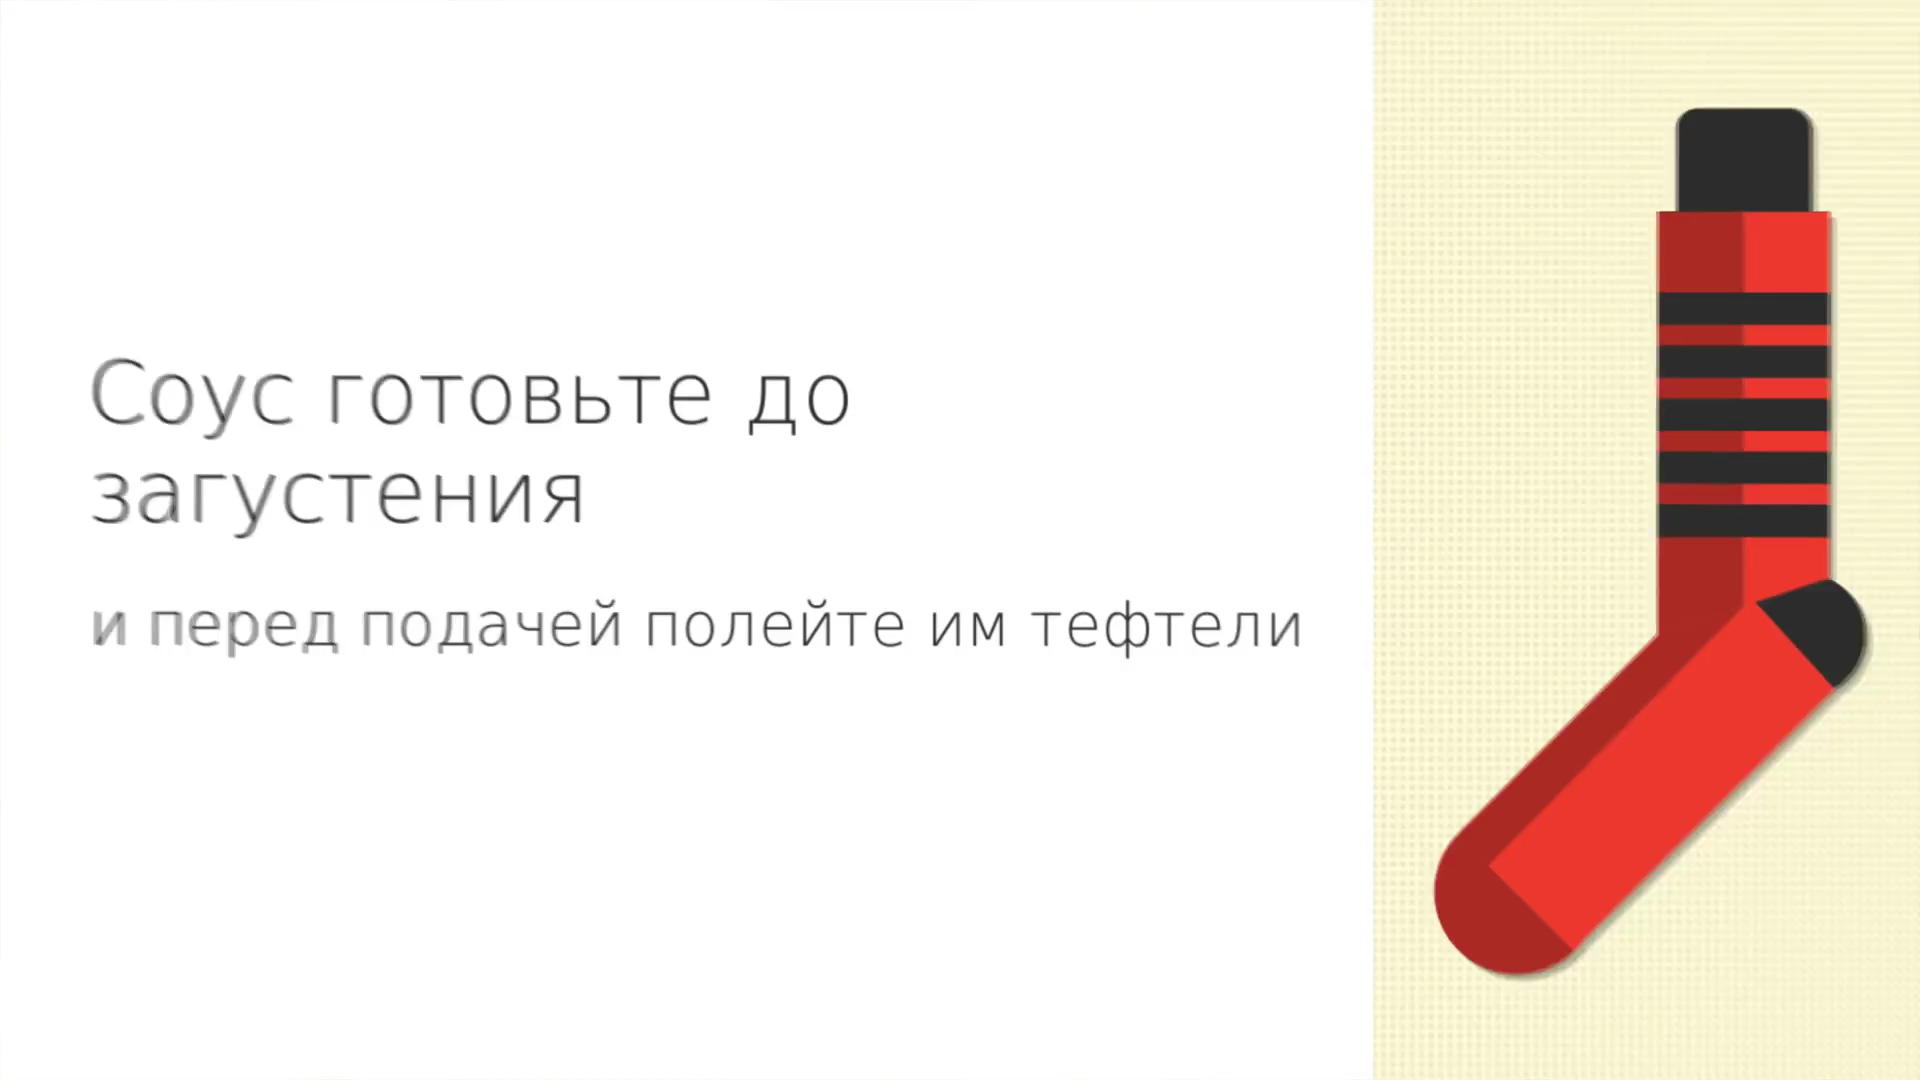 Соус готовьте до
загустения
и перед подачей полейте им тефтели